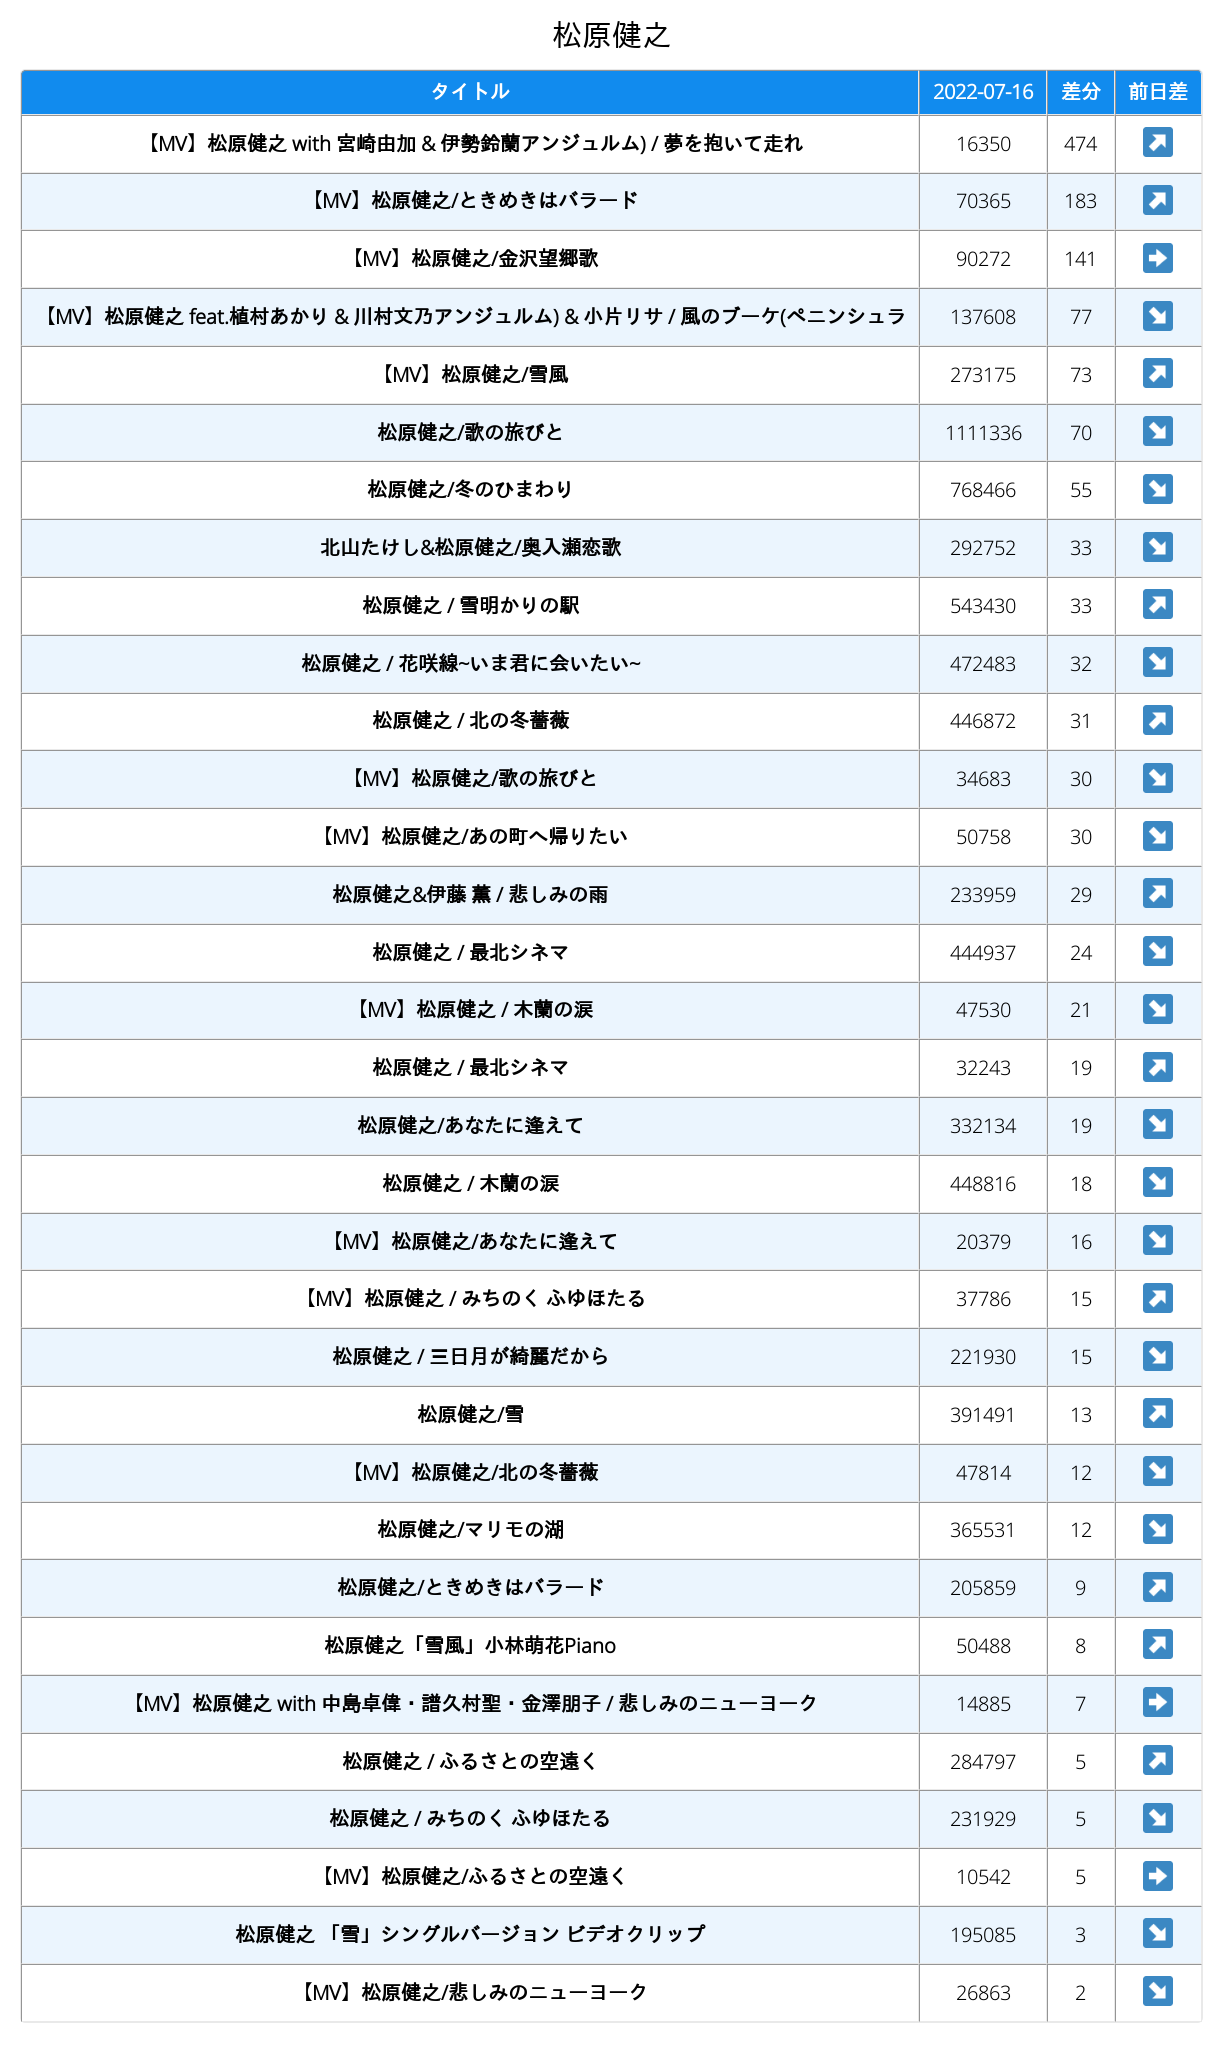 松原健之
タイトル 2022-07-16 差分 前日差
【MV】松原健之 with 宮崎由加 & 伊勢鈴蘭アンジュルム) / 夢を抱いて走れ 16350 474 ↗
【MV】松原健之/ときめきはバラード 70365 183 ↗
【MV】松原健之/金沢望郷歌 90272 141 ➡
【MV】松原健之 feat.植村あかり & 川村文乃アンジュルム) & 小片リサ / 風のブーケ(ペニンシュラ 137608 77 ↘
【MV】松原健之/雪風 273175 73 ↗
松原健之/歌の旅びと 1111336 70 ↘
松原健之/冬のひまわり 768466 55 ↘
北山たけし&松原健之/奥入瀬恋歌 292752 33 ↘
松原健之 / 雪明かりの駅 543430 33 ↗
松原健之 / 花咲線~いま君に会いたい~ 472483 32 ↘
松原健之 / 北の冬薔薇 446872 31 ↗
【MV】松原健之/歌の旅びと 34683 30 ↘
【MV】松原健之/あの町へ帰りたい 50758 30 ↘
松原健之&伊藤 薫 / 悲しみの雨 233959 29 ↗
松原健之 / 最北シネマ 444937 24 ↘
【MV】松原健之 / 木蘭の涙 47530 21 ↘
松原健之 / 最北シネマ 32243 19 ↗
松原健之/あなたに逢えて 332134 19 ↘
松原健之 / 木蘭の涙 448816 18 ↘
【MV】松原健之/あなたに逢えて 20379 16 ↘
【MV】松原健之 / みちのく ふゆほたる 37786 15 ↗
松原健之 / 三日月が綺麗だから 221930 15 ↘
松原健之/雪 391491 13 ↗
【MV】松原健之/北の冬薔薇 47814 12 ↘
松原健之/マリモの湖 365531 12 ↘
松原健之/ときめきはバラード 205859 9 ↗
松原健之「雪風」小林萌花Piano 50488 8 ↗
【MV】松原健之 with 中島卓偉・譜久村聖・金澤朋子 / 悲しみのニューヨーク 14885 7 ➡
松原健之 / ふるさとの空遠く 284797 5 ↗
松原健之 / みちのく ふゆほたる 231929 5 ↘
【MV】松原健之/ふるさとの空遠く 10542 5 ➡
松原健之 「雪」シングルバージョン ビデオクリップ 195085 3 ↘
【MV】松原健之/悲しみのニューヨーク 26863 2 ↘